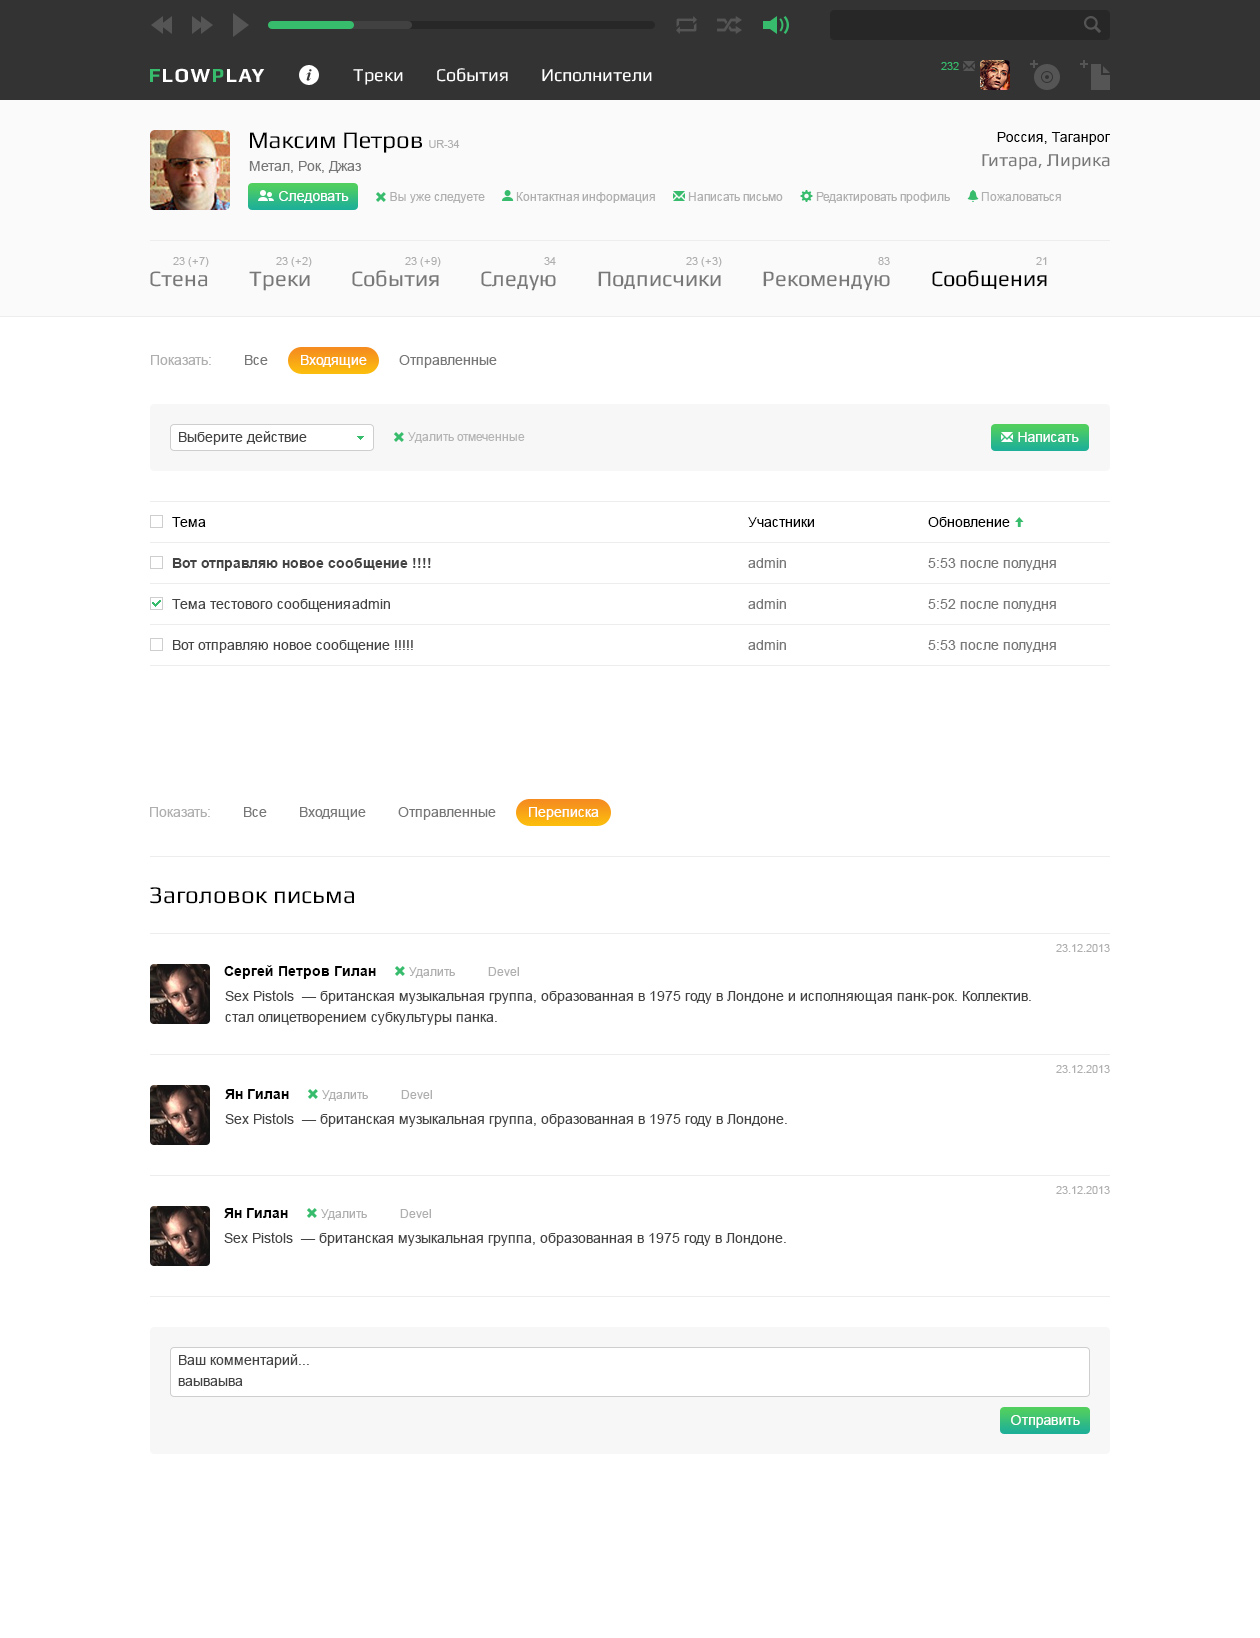 FLOWPLAY
i Треки События Исполнители
232
Максим Петров UR-34
Россия, Таганрог
Метал, Рок, Джаз
Гитара, Лирика
Следовать Вы уже следуете Контактная информация Написать письмо Редактировать профиль Пожаловаться
23 (+7) 23 (+2) 23 (+9) 34 23 (+3) 83 21
Стена Треки События Следую Подписчики Рекомендую Сообщения
Показать: Все Входящие Отправленные
Выберите действие Удалить отмеченные Написать
Тема Участники Обновление
Вот отправляю новое сообщение !!!! admin 5:53 после полудня
Тема тестового сообщенияadmin admin 5:52 после полудня
Вот отправляю новое сообщение !!!!! admin 5:53 после полудня
Показать: Все Входящие Отправленные Переписка
Заголовок письма
23.12.2013
Сергей Петров Гилан Удалить Devel
Sex Pistols — британская музыкальная группа, образованная в 1975 году в Лондоне и исполняющая панк-рок. Коллектив.
стал олицетворением субкультуры панка.
23.12.2013
Ян Гилан Удалить Devel
Sex Pistols — британская музыкальная группа, образованная в 1975 году в Лондоне.
23.12.2013
Ян Гилан Удалить Devel
Sex Pistols — британская музыкальная группа, образованная в 1975 году в Лондоне.
Ваш комментарий...
ваываыва
Отправить